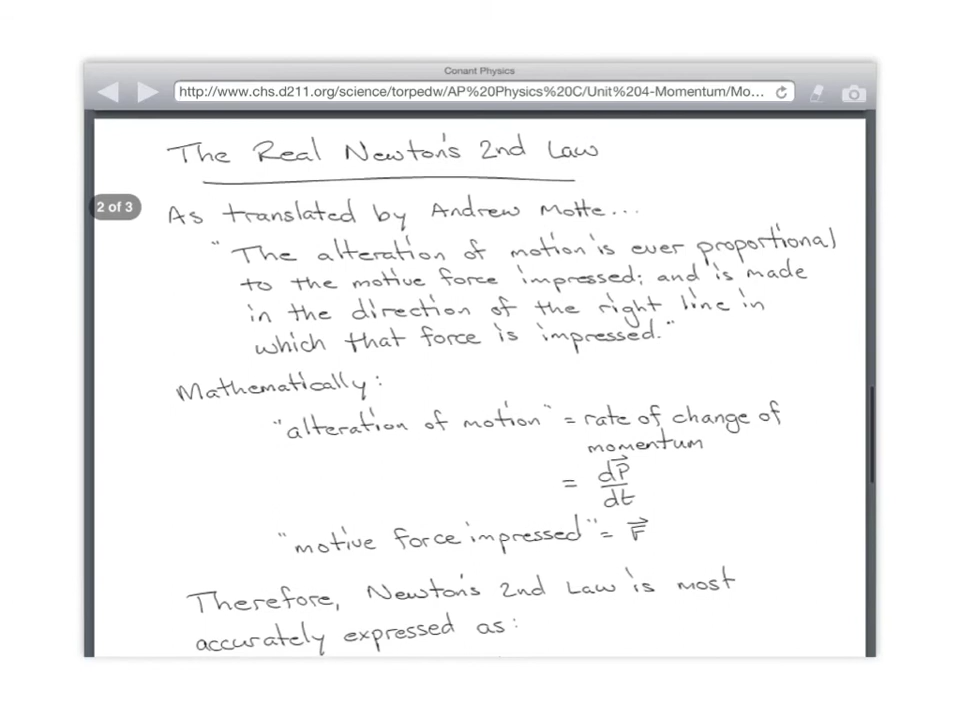 Conant Physics
http://www.chs.d211.org/science/torpedw/AP%20Physics%20C/Unit%204-Momentum/Mo...
The Real Newton's 2nd Law
2 of 3
As translated by Andrew Motte...
"The alteration of motion is ever proportional
to the motive force impressed; and is made
in the direction of the right line in
which that force is impressed."
Mathematically:
"alteration of motion" = rate of change of
momentum
= dP⃗/dt
"motive force impressed" = F⃗
Therefore, Newton's 2nd Law is most
accurately expressed as: